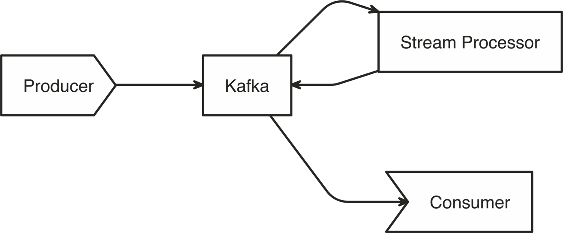 Stream Processor
Producer
Kafka
Consumer